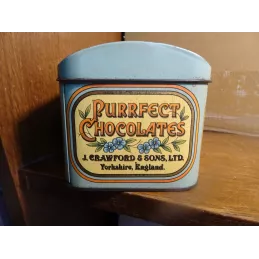 PURRFECT
CHOCOLATES
J. CRAWFORD & SONS, LTD.
Yorkshire, England.